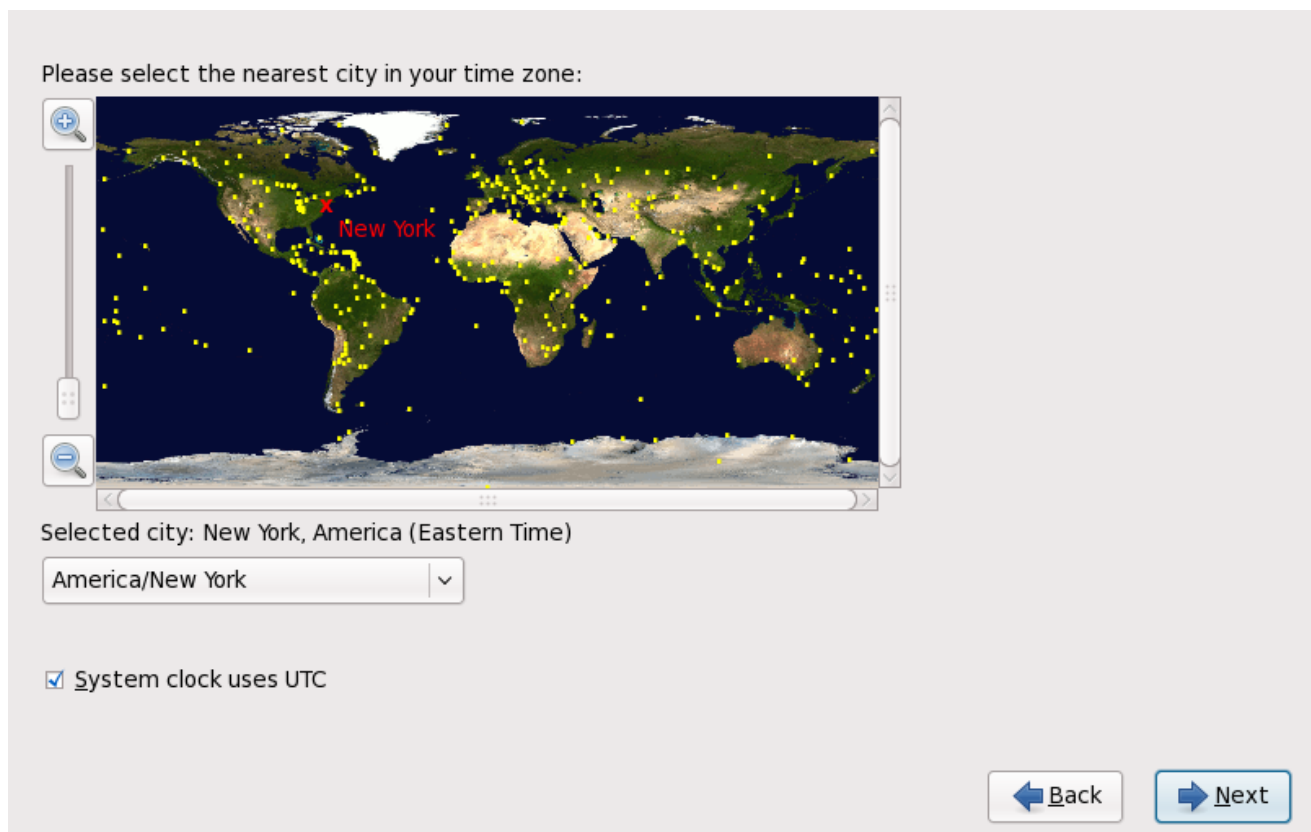 Please select the nearest city in your time zone:
New York
Selected city: New York, America (Eastern Time)
America/New York
System clock uses UTC
Back
Next